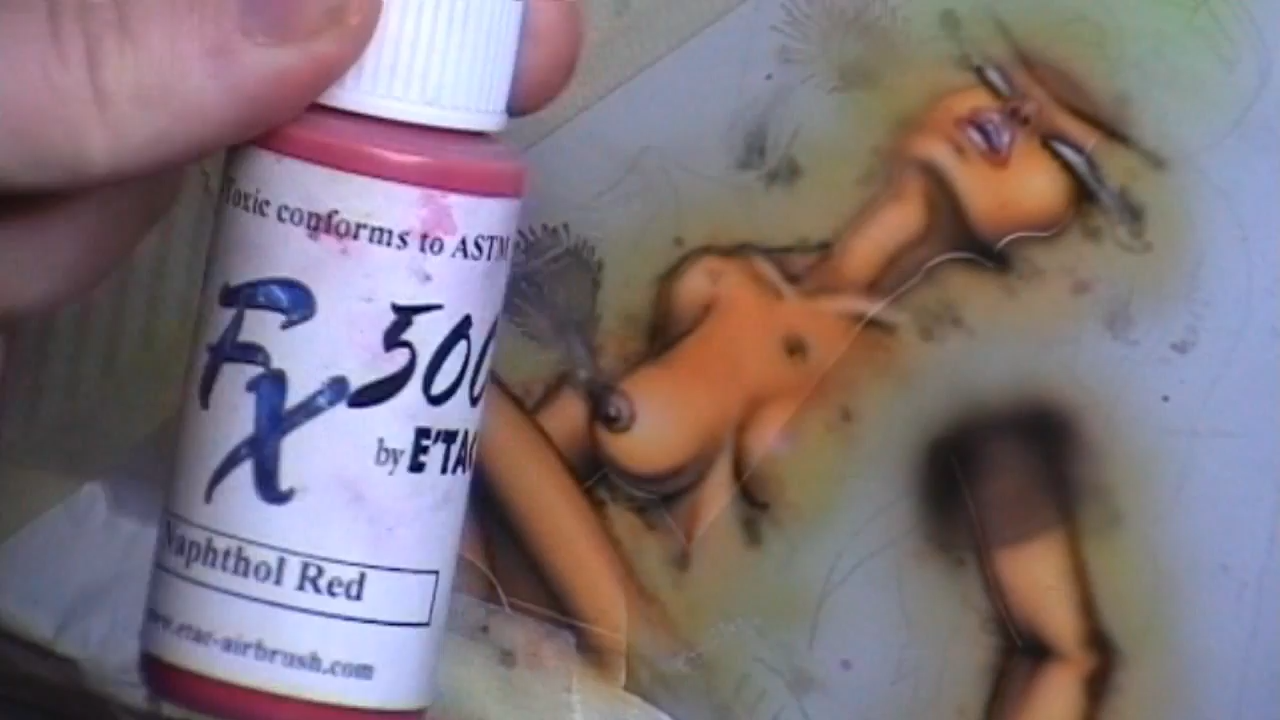 Toxic conforms to ASTM
FX 500
by E'TAC
Naphthol Red
www.etac-airbrush.com